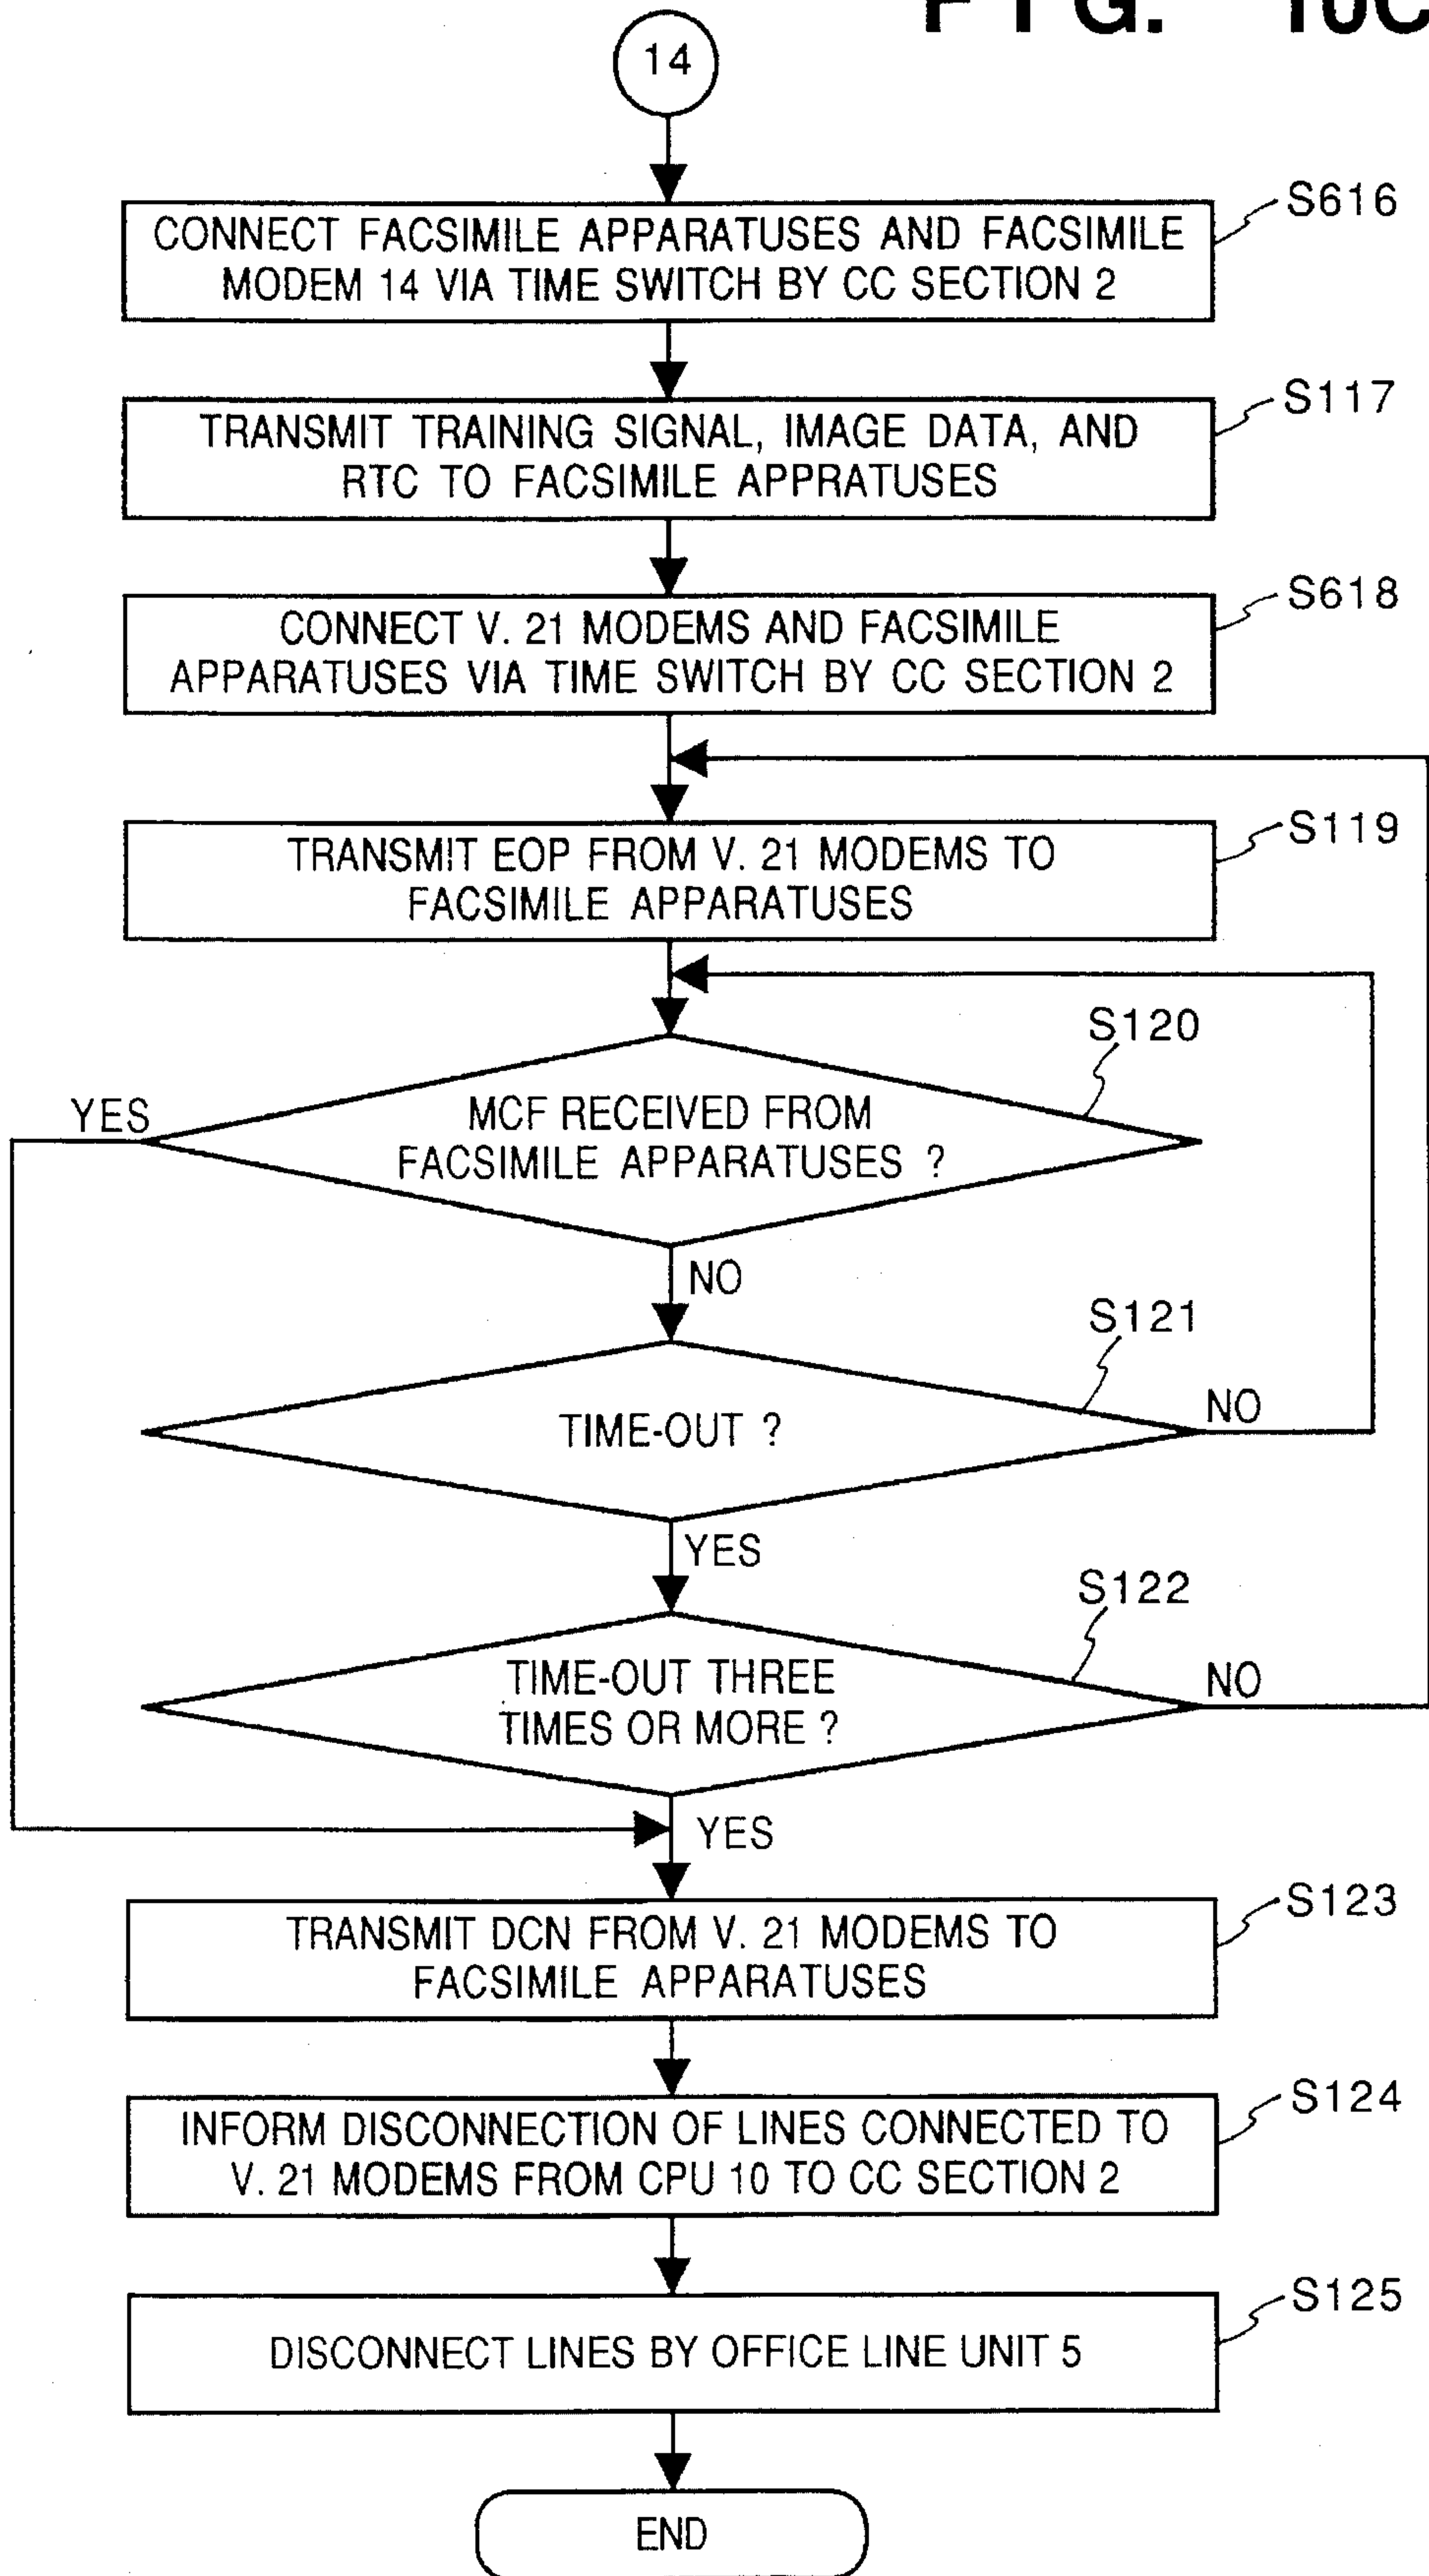 FIG. 10C
14
S616
CONNECT FACSIMILE APPARATUSES AND FACSIMILE
MODEM 14 VIA TIME SWITCH BY CC SECTION 2
S117
TRANSMIT TRAINING SIGNAL, IMAGE DATA, AND
RTC TO FACSIMILE APPRATUSES
S618
CONNECT V. 21 MODEMS AND FACSIMILE
APPARATUSES VIA TIME SWITCH BY CC SECTION 2
S119
TRANSMIT EOP FROM V. 21 MODEMS TO
FACSIMILE APPARATUSES
S120
YES
MCF RECEIVED FROM
FACSIMILE APPARATUSES ?
NO
S121
TIME-OUT ?
NO
YES
S122
TIME-OUT THREE
TIMES OR MORE ?
NO
YES
S123
TRANSMIT DCN FROM V. 21 MODEMS TO
FACSIMILE APPARATUSES
S124
INFORM DISCONNECTION OF LINES CONNECTED TO
V. 21 MODEMS FROM CPU 10 TO CC SECTION 2
S125
DISCONNECT LINES BY OFFICE LINE UNIT 5
END